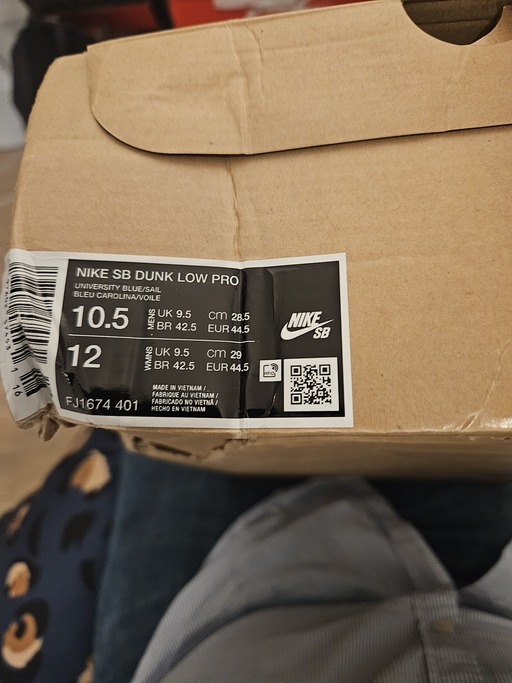 NIKE SB DUNK LOW PRO
UNIVERSITY BLUE/SAIL
BLEU CAROLINA/VOILE
10.5 MENS UK 9.5 CM 28.5
BR 42.5 EUR 44.5
12 WMNS UK 9.5 CM 29
BR 42.5 EUR 44.5
FJ1674 401
MADE IN VIETNAM /
FABRIQUE AU VIETNAM /
FABRICADO NO VIETNÃ /
HECHO EN VIETNAM
NIKE
SB
RFID